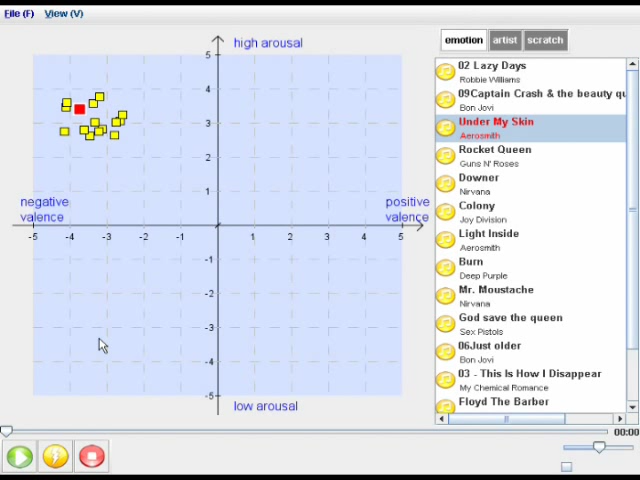 File (F) View (V)
emotion artist scratch
high arousal
5
4
3
2
1
negative valence
positive valence
-5 -4 -3 -2 -1 1 2 3 4 5
-1
-2
-3
-4
-5
low arousal
02 Lazy Days
Robbie Williams
09Captain Crash & the beauty qu
Bon Jovi
Under My Skin
Aerosmith
Rocket Queen
Guns N' Roses
Downer
Nirvana
Colony
Joy Division
Light Inside
Aerosmith
Burn
Deep Purple
Mr. Moustache
Nirvana
God save the queen
Sex Pistols
06Just older
Bon Jovi
03 - This Is How I Disappear
My Chemical Romance
Floyd The Barber
00:00